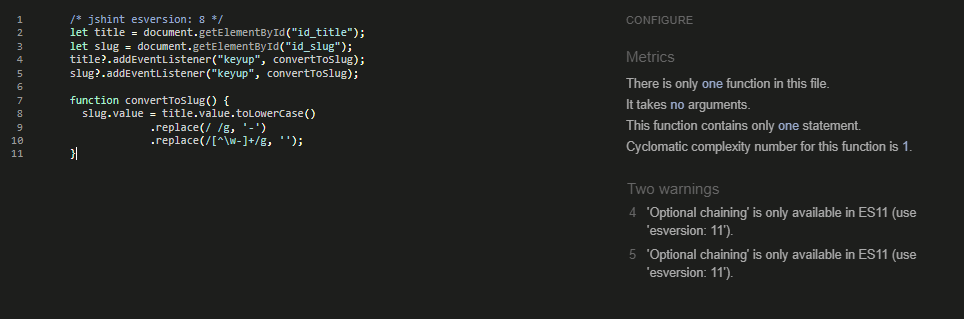 1 /* jshint esversion: 8 */
2 let title = document.getElementById("id_title");
3 let slug = document.getElementById("id_slug");
4 title?.addEventListener("keyup", convertToSlug);
5 slug?.addEventListener("keyup", convertToSlug);
6
7 function convertToSlug() {
8 slug.value = title.value.toLowerCase()
9 .replace(/ /g, '-')
10 .replace(/[^\w-]+/g, '');
11 }
CONFIGURE
Metrics
There is only one function in this file.
It takes no arguments.
This function contains only one statement.
Cyclomatic complexity number for this function is 1.
Two warnings
4 'Optional chaining' is only available in ES11 (use
'esversion: 11').
5 'Optional chaining' is only available in ES11 (use
'esversion: 11').